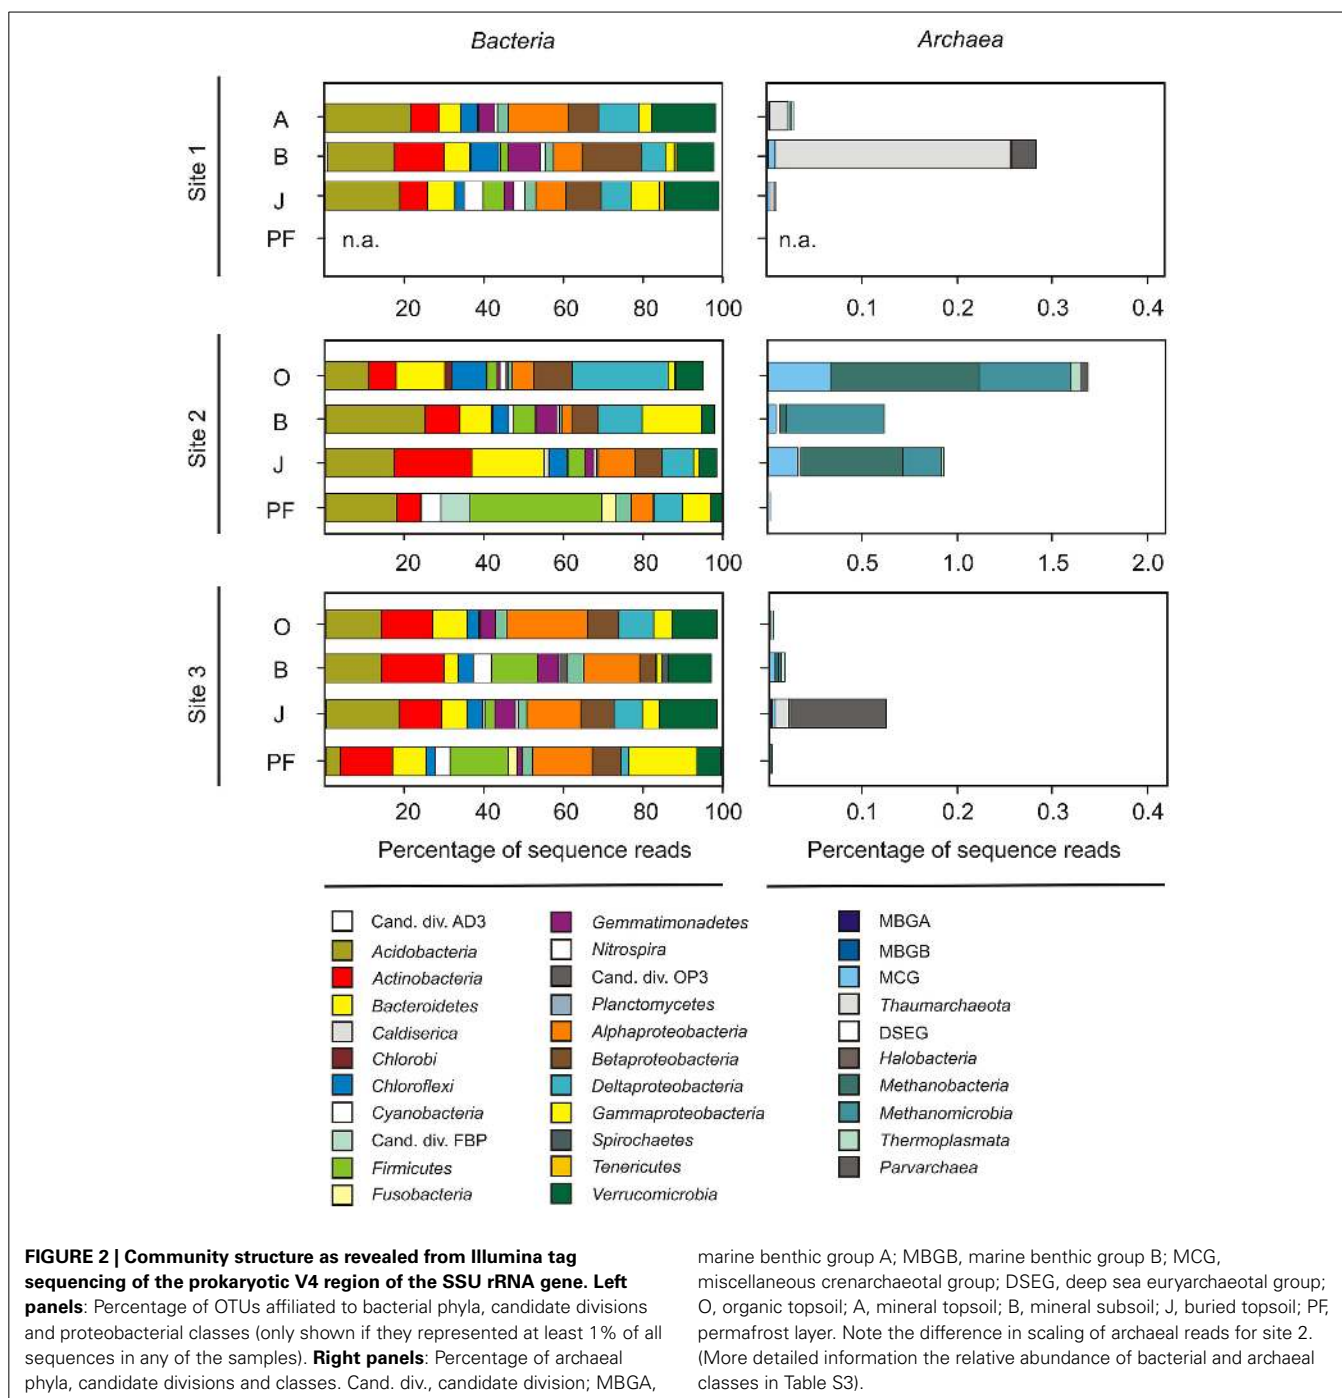 Bacteria
Archaea
Site 1
A
B
J
PF
n.a.
n.a.
20 40 60 80 100
0.1 0.2 0.3 0.4
Site 2
O
B
J
PF
20 40 60 80 100
0.5 1.0 1.5 2.0
Site 3
O
B
J
PF
20 40 60 80 100
0.1 0.2 0.3 0.4
Percentage of sequence reads
Percentage of sequence reads
Cand. div. AD3
Acidobacteria
Actinobacteria
Bacteroidetes
Caldiserica
Chlorobi
Chloroflexi
Cyanobacteria
Cand. div. FBP
Firmicutes
Fusobacteria
Gemmatimonadetes
Nitrospira
Cand. div. OP3
Planctomycetes
Alphaproteobacteria
Betaproteobacteria
Deltaproteobacteria
Gammaproteobacteria
Spirochaetes
Tenericutes
Verrucomicrobia
MBGA
MBGB
MCG
Thaumarchaeota
DSEG
Halobacteria
Methanobacteria
Methanomicrobia
Thermoplasmata
Parvarchaea
FIGURE 2 | Community structure as revealed from Illumina tag
sequencing of the prokaryotic V4 region of the SSU rRNA gene. Left
panels: Percentage of OTUs affiliated to bacterial phyla, candidate divisions
and proteobacterial classes (only shown if they represented at least 1% of all
sequences in any of the samples). Right panels: Percentage of archaeal
phyla, candidate divisions and classes. Cand. div., candidate division; MBGA,
marine benthic group A; MBGB, marine benthic group B; MCG,
miscellaneous crenarchaeotal group; DSEG, deep sea euryarchaeotal group;
O, organic topsoil; A, mineral topsoil; B, mineral subsoil; J, buried topsoil; PF,
permafrost layer. Note the difference in scaling of archaeal reads for site 2.
(More detailed information the relative abundance of bacterial and archaeal
classes in Table S3).